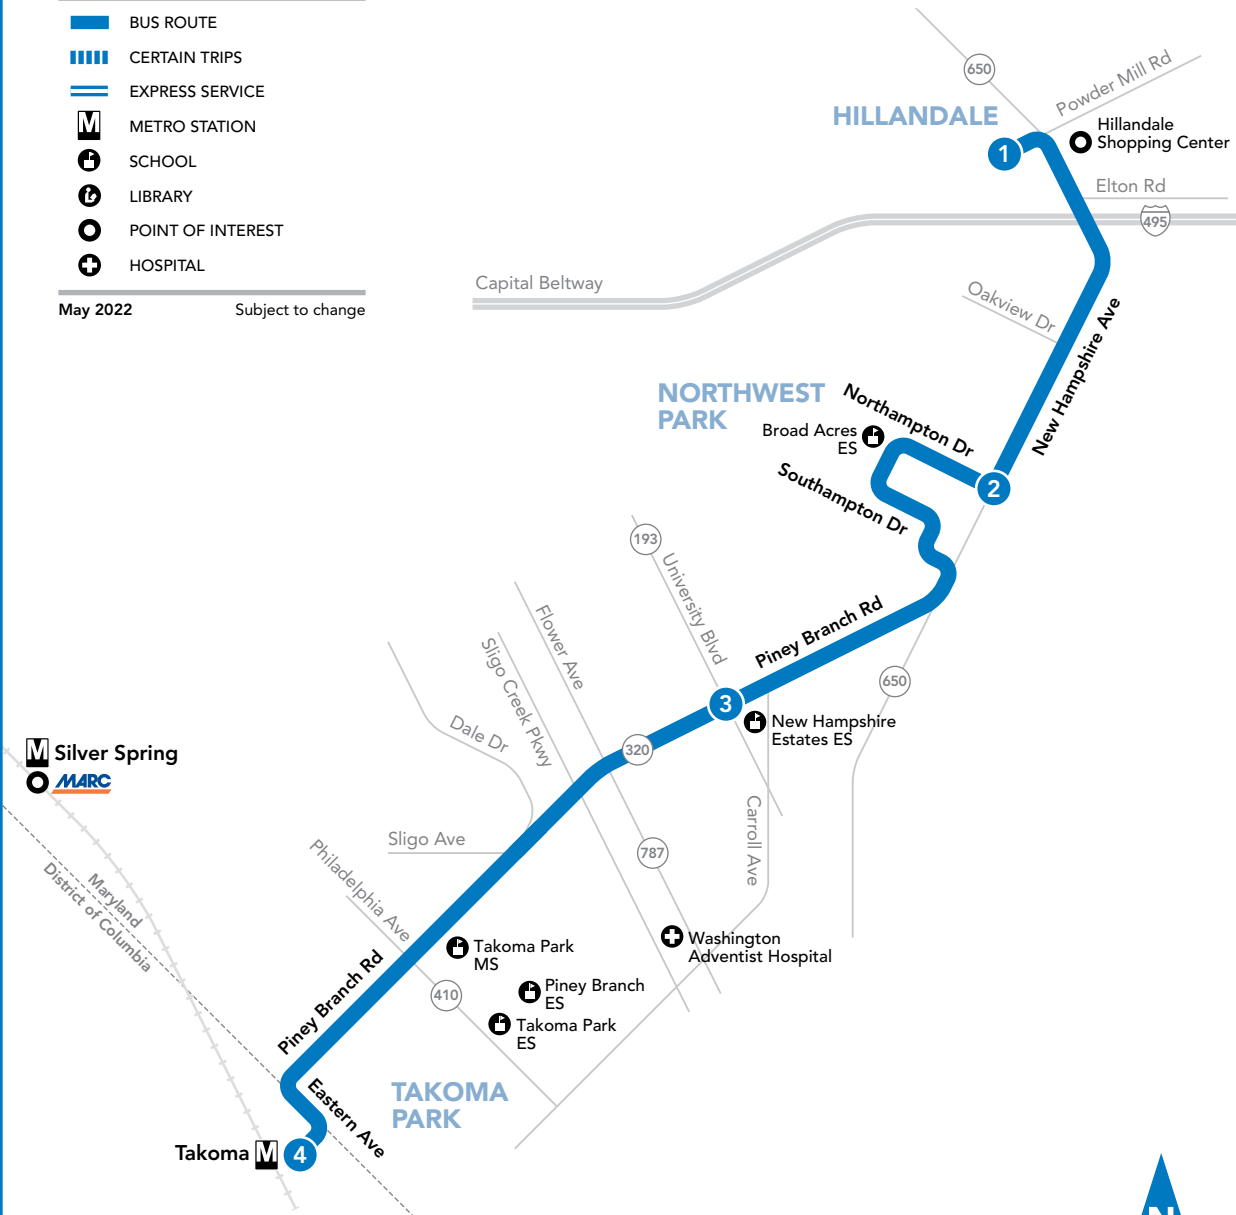 BUS ROUTE
CERTAIN TRIPS
EXPRESS SERVICE
M METRO STATION
SCHOOL
LIBRARY
POINT OF INTEREST
HOSPITAL
May 2022 Subject to change
650
Powder Mill Rd
HILLANDALE
Hillandale
Shopping Center
1
Elton Rd
495
Capital Beltway
Oakview Dr
New Hampshire Ave
NORTHWEST
PARK
Northampton Dr
Broad Acres
ES
Southampton Dr
2
193
University Blvd
Flower Ave
Sligo Creek Pkwy
Piney Branch Rd
650
3
New Hampshire
Estates ES
Dale Dr
320
M Silver Spring
MARC
Sligo Ave
787
Carroll Ave
Philadelphia Ave
Maryland
District of Columbia
Washington
Adventist Hospital
Takoma Park
MS
Piney Branch
ES
410
Takoma Park
ES
Piney Branch Rd
Eastern Ave
TAKOMA
PARK
Takoma M 4
N